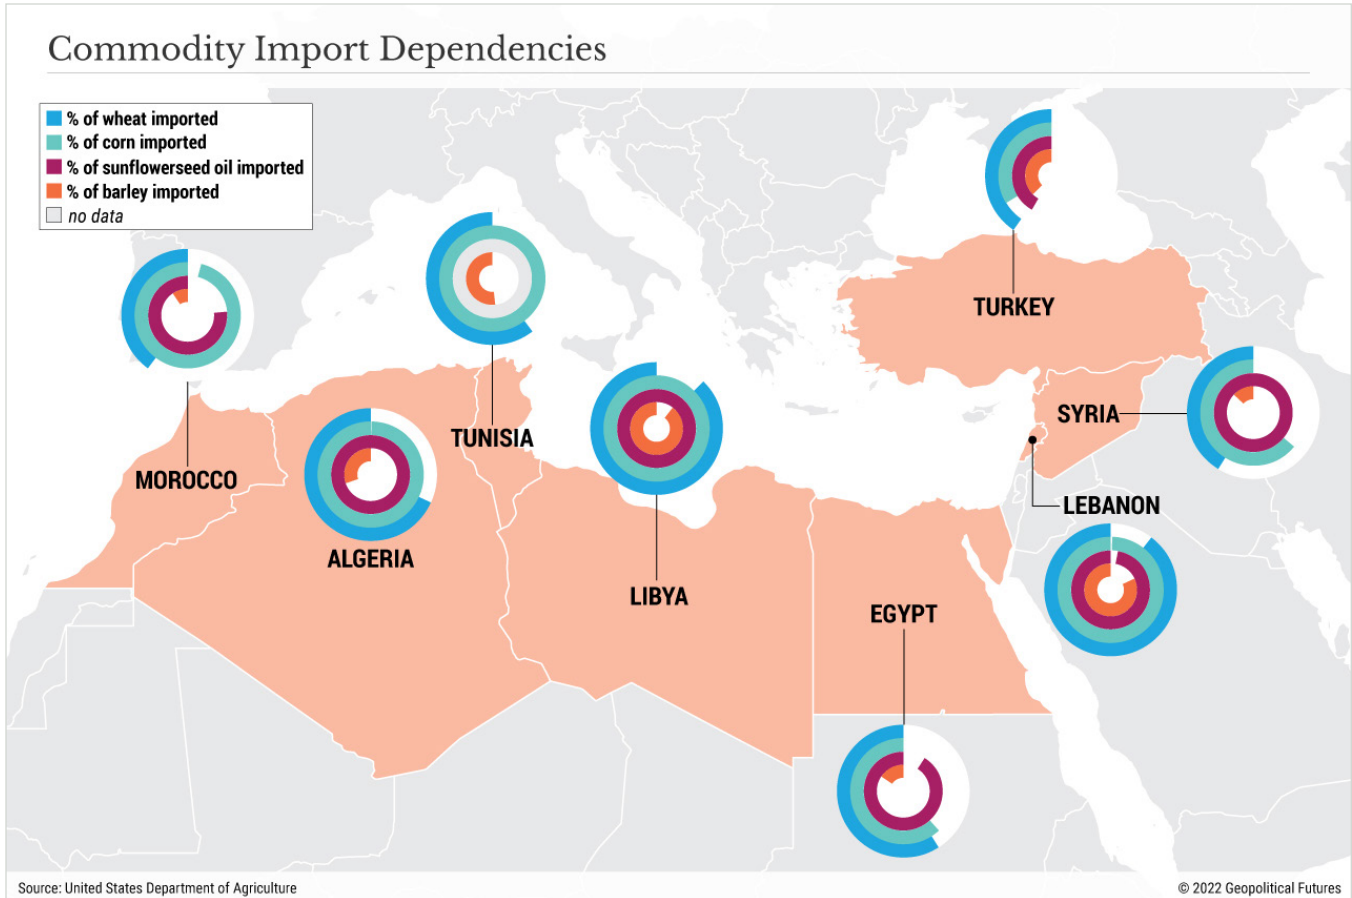 Commodity Import Dependencies
% of wheat imported
% of corn imported
% of sunflowerseed oil imported
% of barley imported
no data
TURKEY
SYRIA
TUNISIA
MOROCCO
LEBANON
ALGERIA
LIBYA
EGYPT
Source: United States Department of Agriculture
© 2022 Geopolitical Futures